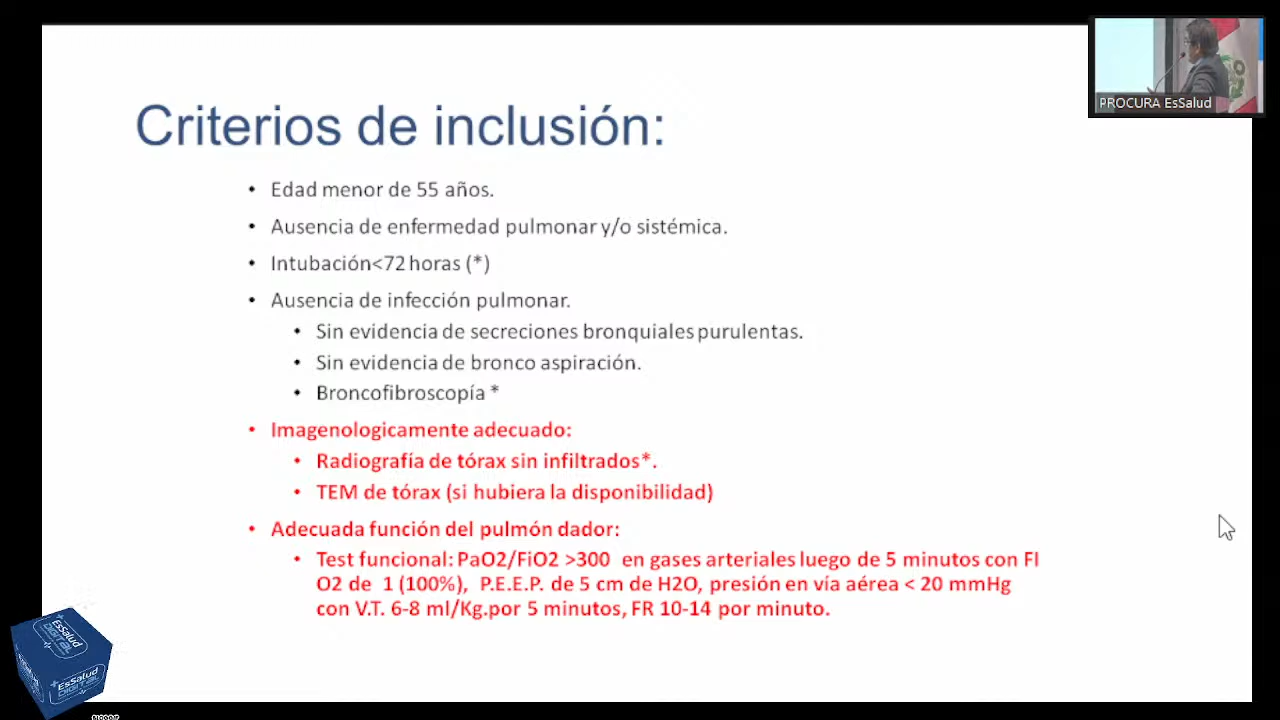 PROCURA EsSalud
Criterios de inclusión:
• Edad menor de 55 años.
• Ausencia de enfermedad pulmonar y/o sistémica.
• Intubación<72 horas (*)
• Ausencia de infección pulmonar.
• Sin evidencia de secreciones bronquiales purulentas.
• Sin evidencia de bronco aspiración.
• Broncofibroscopía *
• Imagenologicamente adecuado:
• Radiografía de tórax sin infiltrados*.
• TEM de tórax (si hubiera la disponibilidad)
• Adecuada función del pulmón dador:
• Test funcional: PaO2/FiO2 >300 en gases arteriales luego de 5 minutos con FI
O2 de 1 (100%), P.E.E.P. de 5 cm de H2O, presión en vía aérea < 20 mmHg
con V.T. 6-8 ml/Kg.por 5 minutos, FR 10-14 por minuto.
EsSalud
DIGITAL
EsSalud
DIGITAL